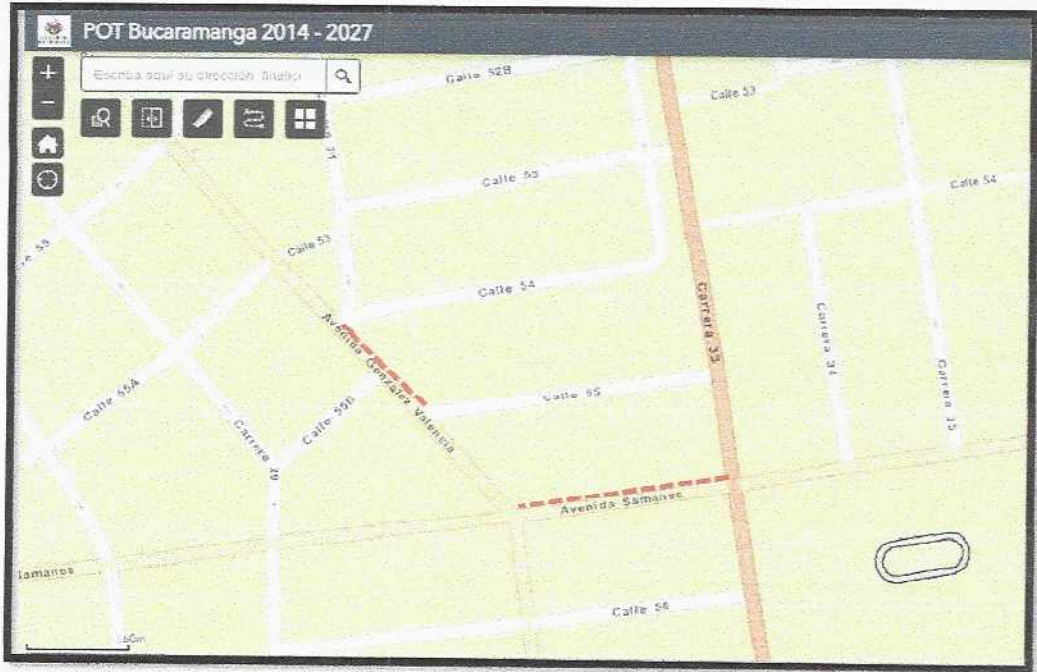 POT Bucaramanga 2014 - 2027
Escriba aquí su dirección
Calle 52B
Calle 53
Calle 53
Calle 54
Calle 53
Calle 54
Avenida Gonzalez Valencia
Carrera 33
Carrera 34
Carrera 35
Calle 55
Calle 55A
Calle 55B
Carrera 29
Avenida Samanes
Samanes
Calle 56
60m